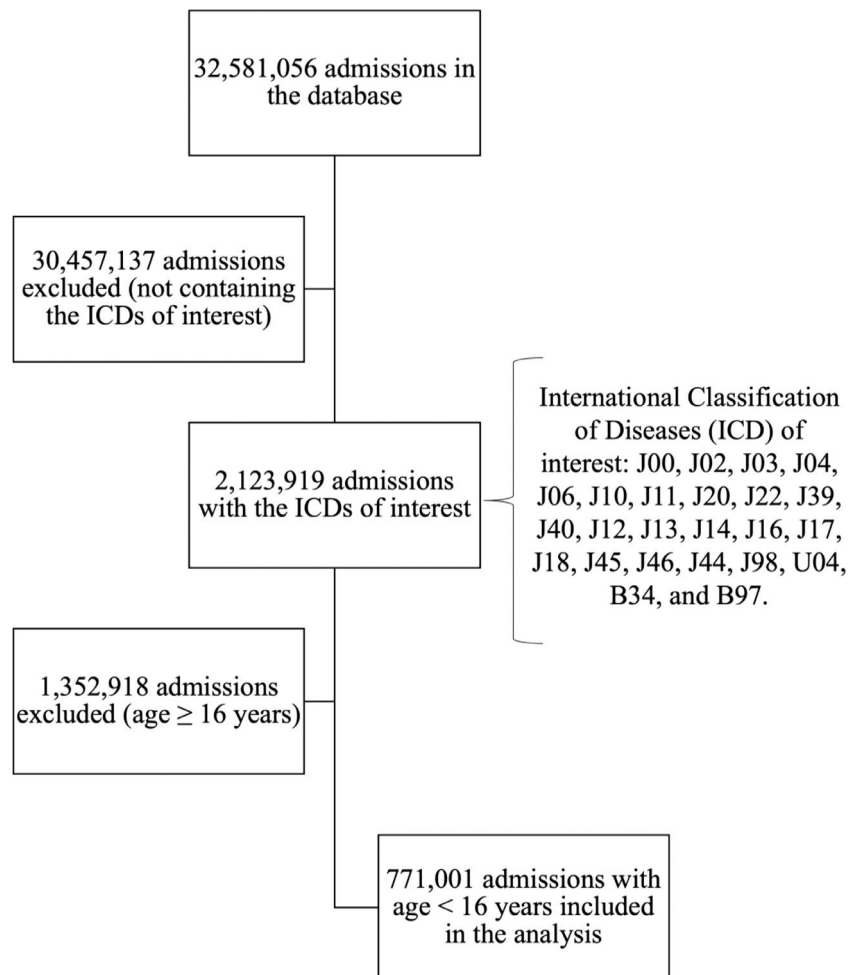 32,581,056 admissions in
the database
30,457,137 admissions
excluded (not containing
the ICDs of interest)
2,123,919 admissions
with the ICDs of interest
International Classification
of Diseases (ICD) of
interest: J00, J02, J03, J04,
J06, J10, J11, J20, J22, J39,
J40, J12, J13, J14, J16, J17,
J18, J45, J46, J44, J98, U04,
B34, and B97.
1,352,918 admissions
excluded (age ≥ 16 years)
771,001 admissions with
age < 16 years included
in the analysis